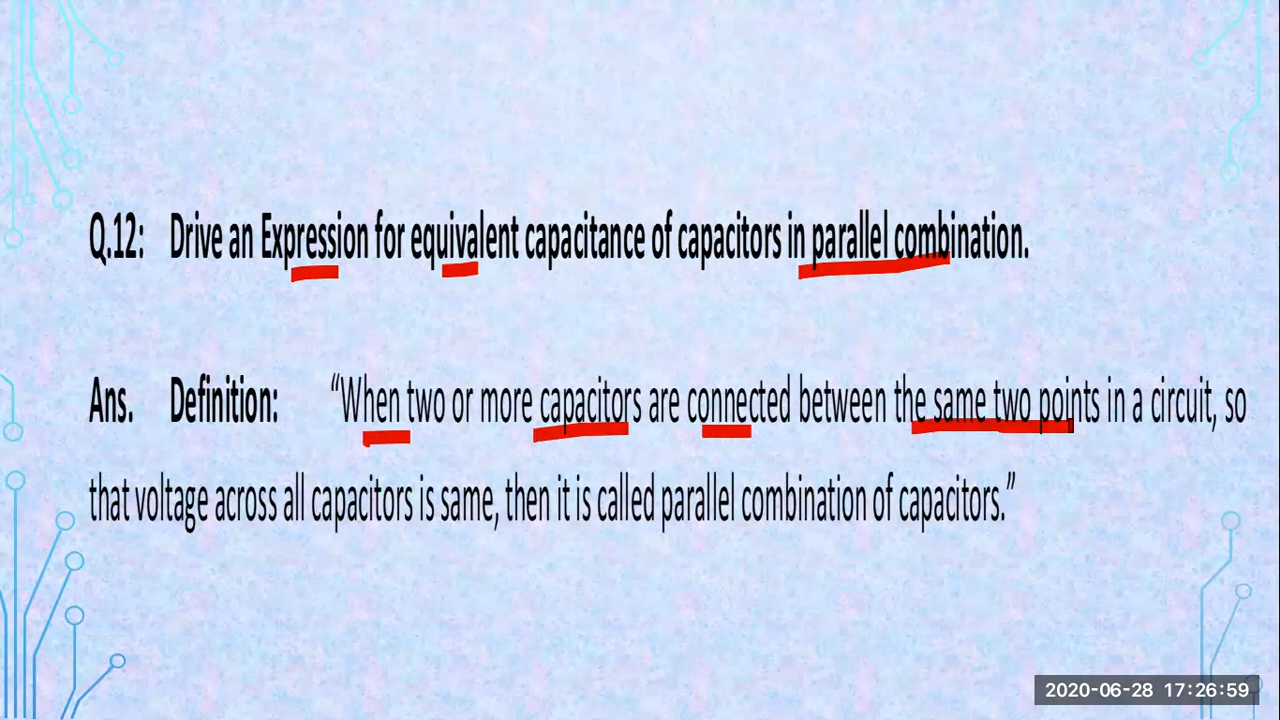 Q.12: Drive an Expression for equivalent capacitance of capacitors in parallel combination.
Ans. Definition: “When two or more capacitors are connected between the same two points in a circuit, so
that voltage across all capacitors is same, then it is called parallel combination of capacitors.”
2020-06-28 17:26:59